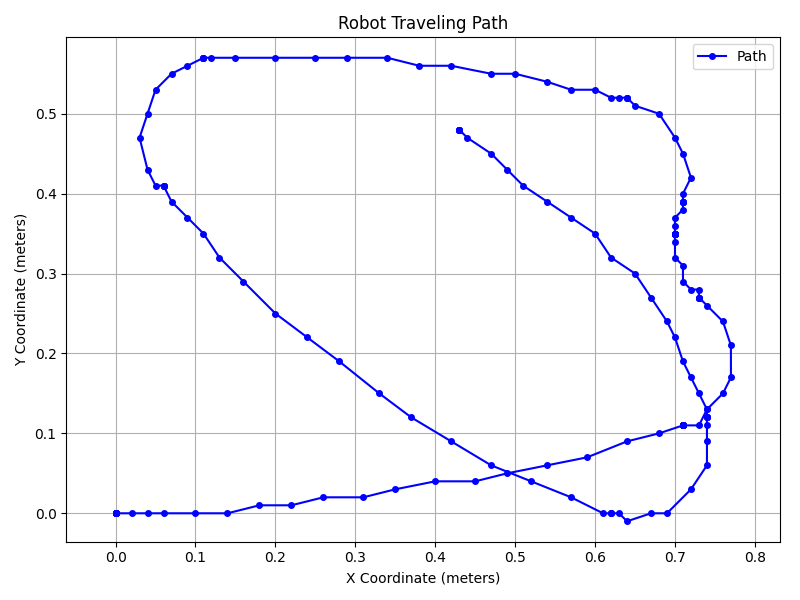 Robot Traveling Path
Path
Y Coordinate (meters)
0.5
0.4
0.3
0.2
0.1
0.0
0.0 0.1 0.2 0.3 0.4 0.5 0.6 0.7 0.8
X Coordinate (meters)